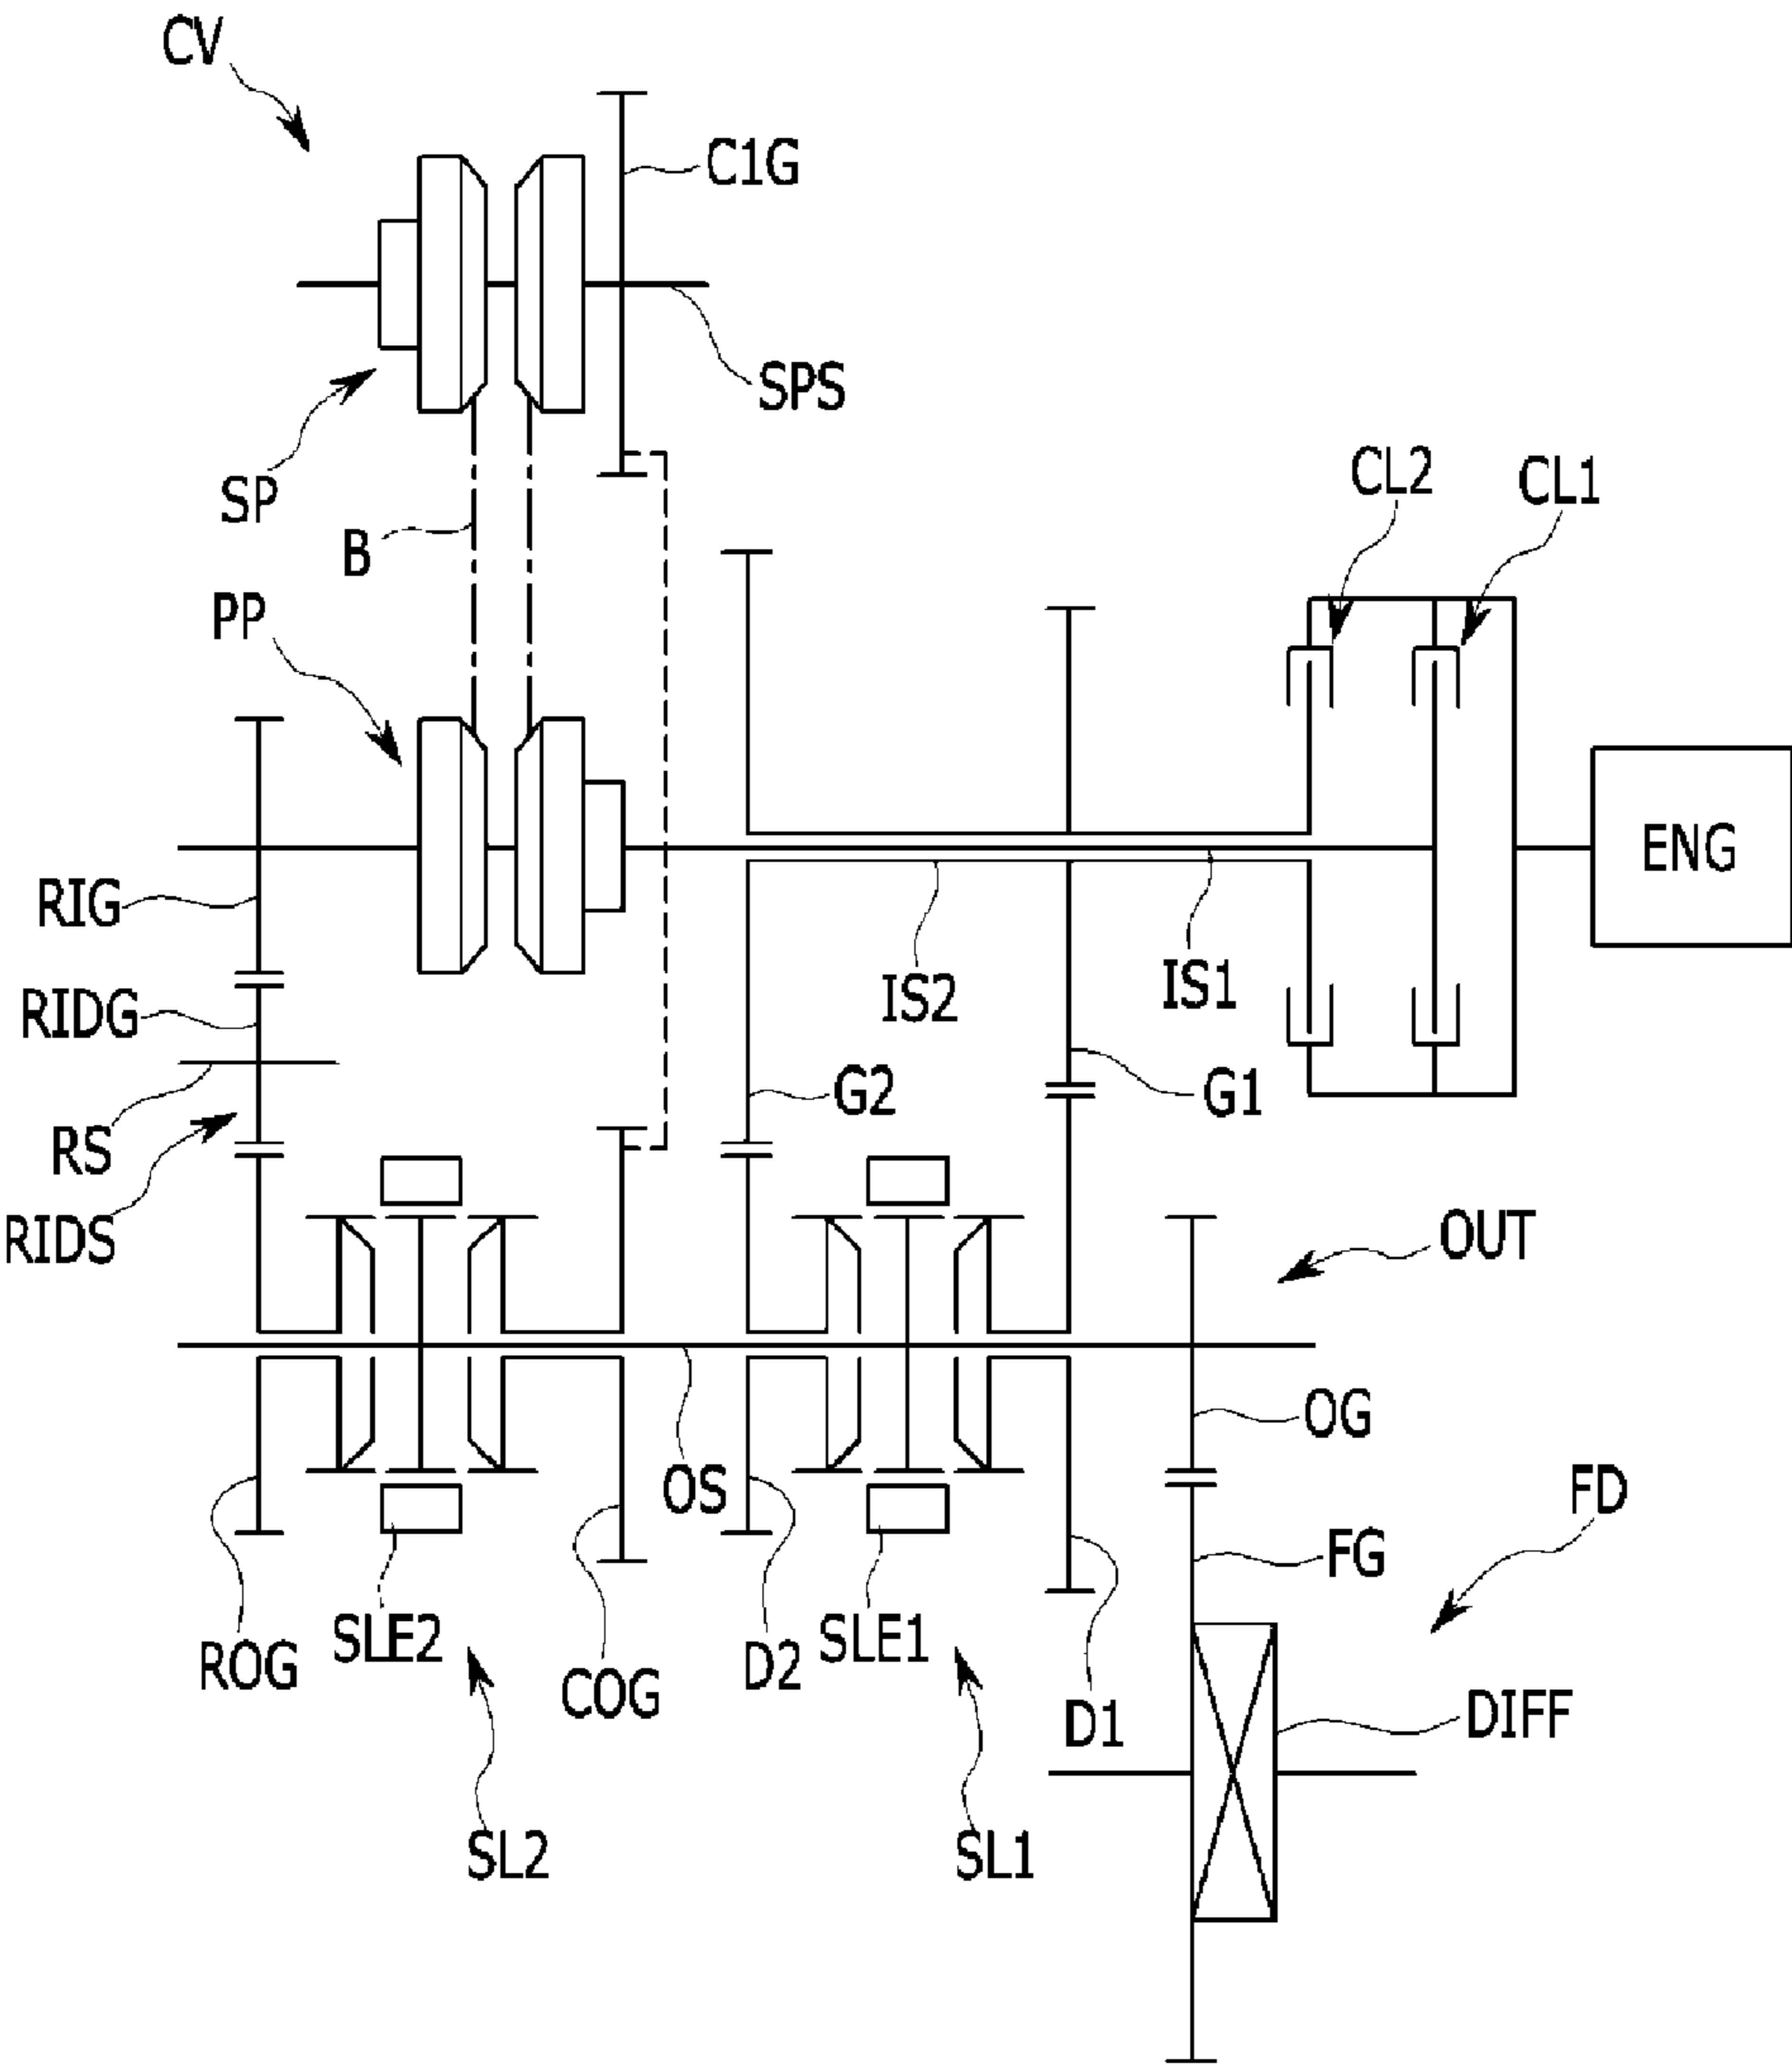 CV
C1G
SPS
SP
B
CL2
CL1
PP
ENG
RIG
IS2
IS1
RIDG
G2
G1
RS
RIDS
OUT
OG
OS
FD
FG
SLE2
SLE1
ROG
COG
D2
D1
DIFF
SL2
SL1